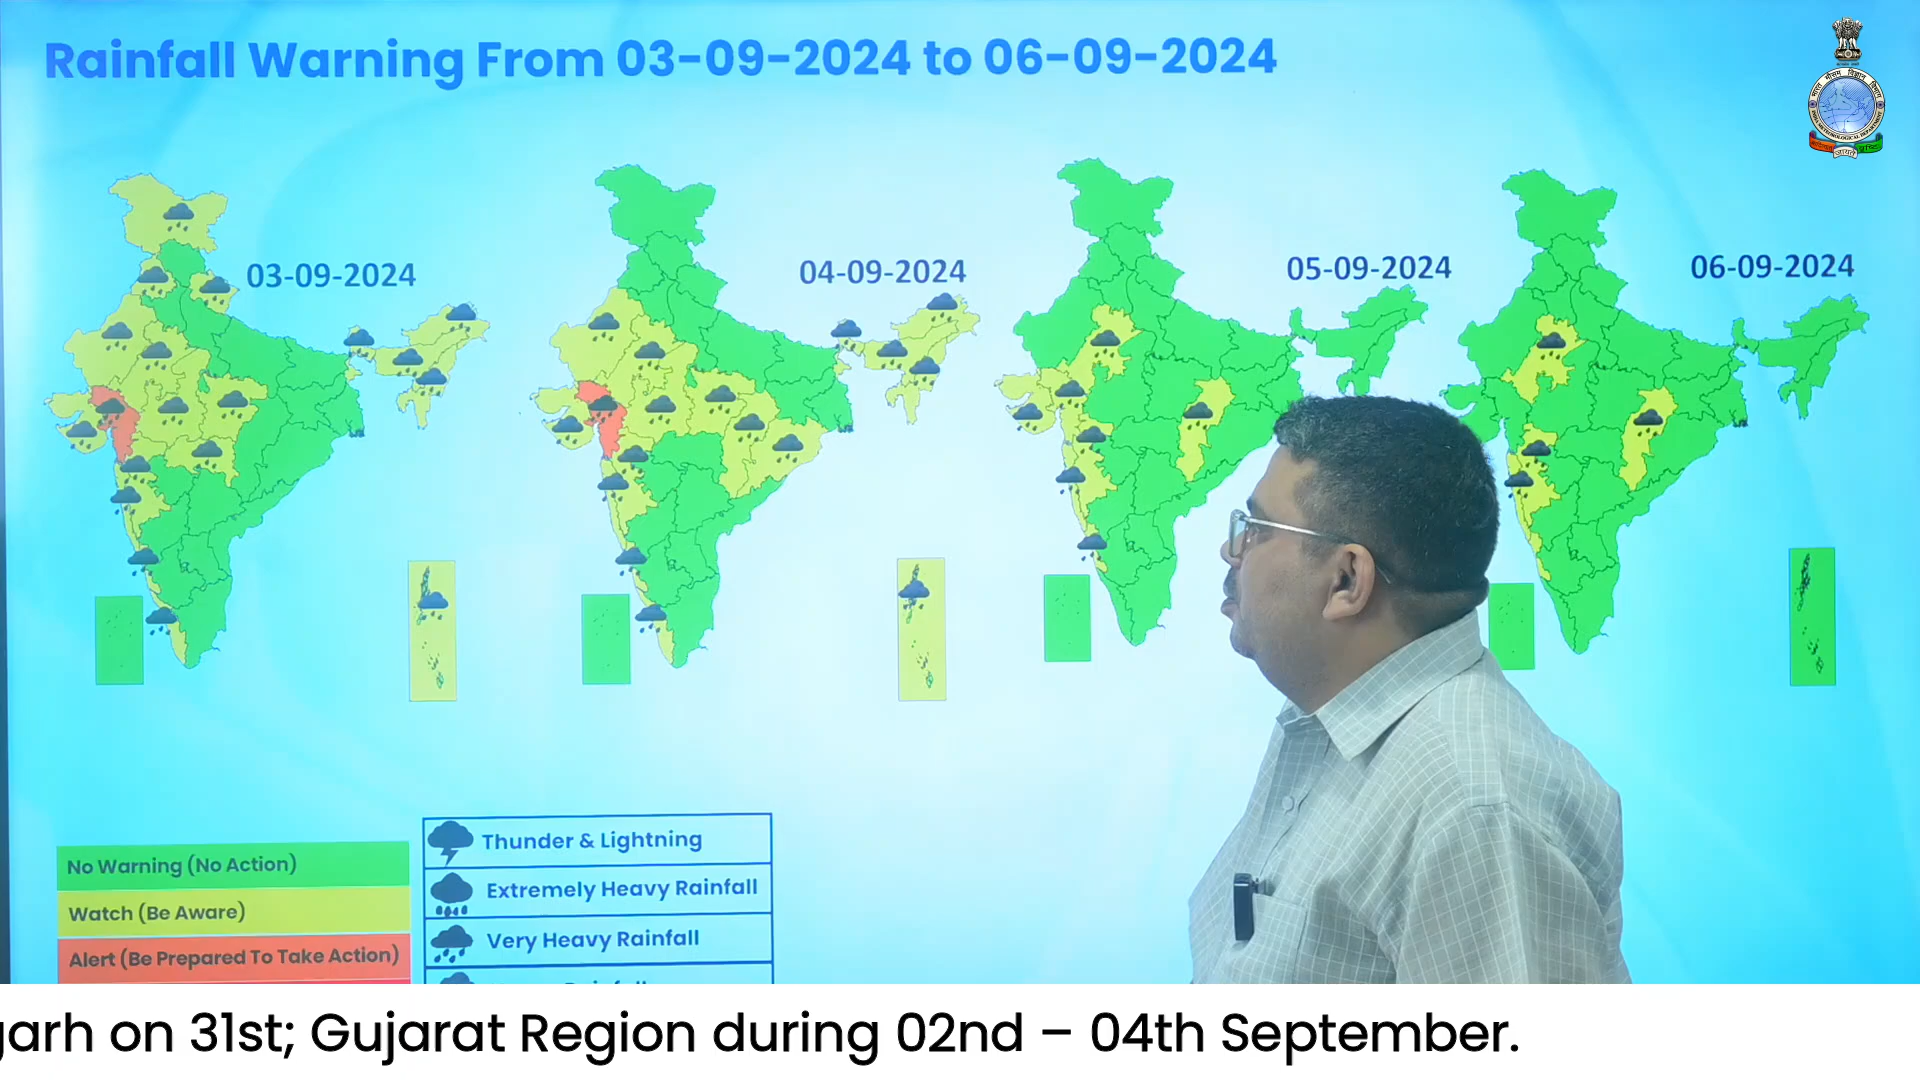 Rainfall Warning From 03-09-2024 to 06-09-2024
03-09-2024
04-09-2024
05-09-2024
06-09-2024
No Warning (No Action)
Watch (Be Aware)
Alert (Be Prepared To Take Action)
Thunder & Lightning
Extremely Heavy Rainfall
Very Heavy Rainfall
garh on 31st; Gujarat Region during 02nd – 04th September.